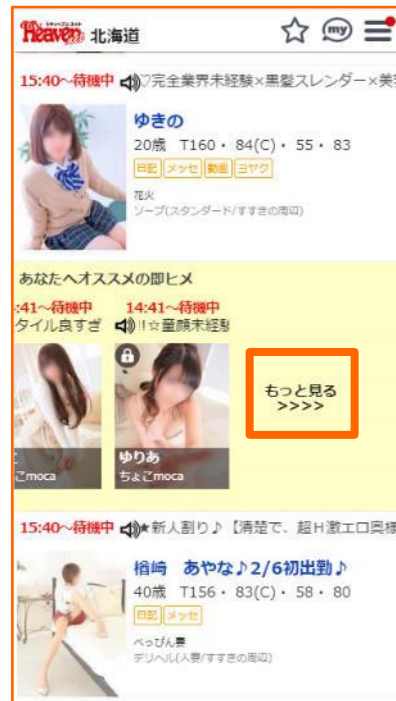 Heaven 北海道
my
15:40～待機中 ♡完全業界未経験×黒髪スレンダー×美
ゆきの
20歳 T160・84(C)・55・83
日記 メッセ 動画 ヨヤク
花火
ソープ(スタンダード/すすきの周辺)
あなたへオススメの即ヒメ
:41～待機中 14:41～待機中
タイル良すぎ !!☆童顔未経験
ゆりあ
こmoca ちょこmoca
もっと見る
>>>>
15:40～待機中 ★新人割り♪【清楚で、超H激エロ奥様
楢崎 あやな♪2/6初出勤♪
40歳 T156・83(C)・58・80
日記 メッセ
べっぴん妻
デリヘル(人妻/すすきの周辺)